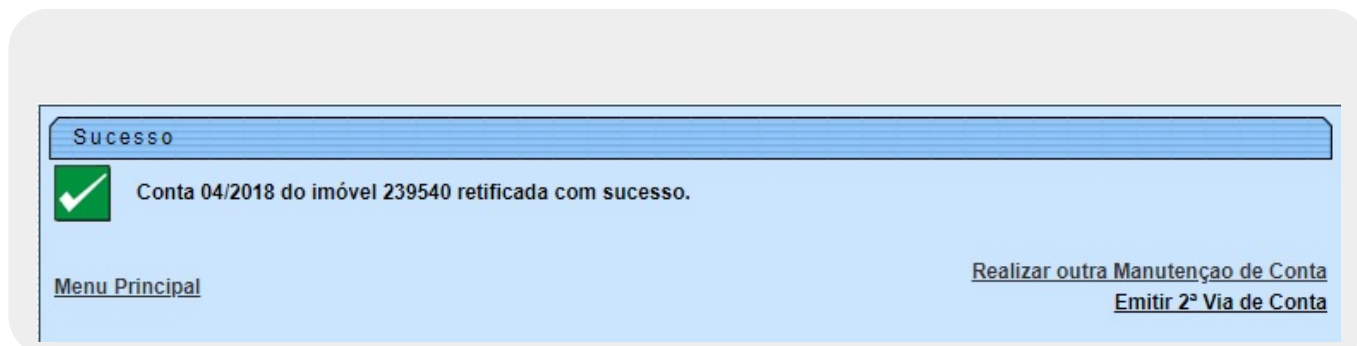 Sucesso
Conta 04/2018 do imóvel 239540 retificada com sucesso.
Menu Principal
Realizar outra Manutençao de Conta
Emitir 2ª Via de Conta